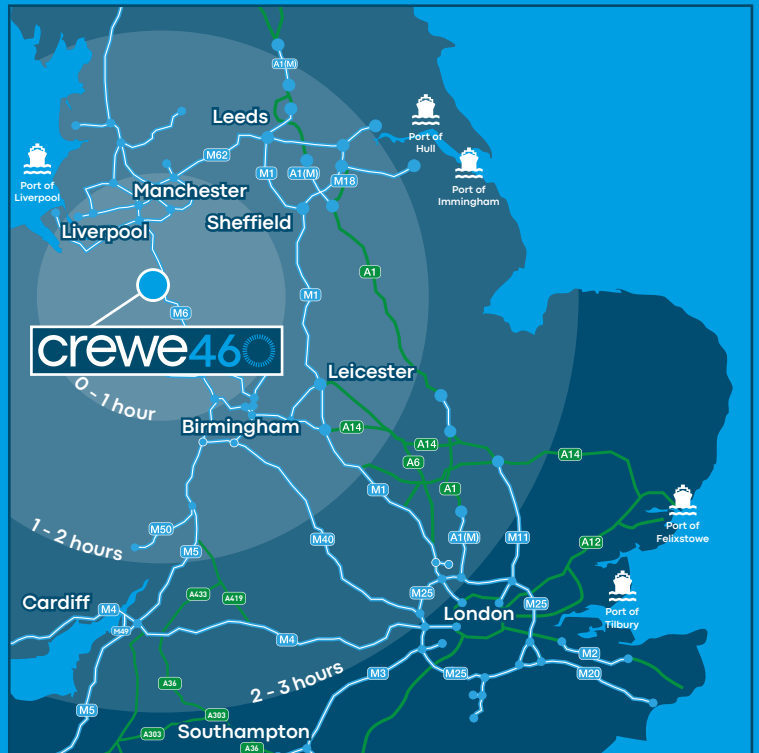 A1(M)
Leeds
Port of
Hull
M62
Port of
Liverpool
M1
A1(M)
M18
Port of
Immingham
Manchester
Sheffield
Liverpool
A1
M1
M6
crewe460
0 - 1 hour
Leicester
Birmingham
A14
A14
A6
A14
M1
A1
Port of
Felixstowe
1 - 2 hours
M50
M5
M40
A1(M)
M11
A12
A433
A419
M25
M25
Port of
Tilbury
Cardiff
M4
M49
London
M4
M2
M3
M25
M20
A36
2 - 3 hours
M5
A303
A303
Southampton
A36